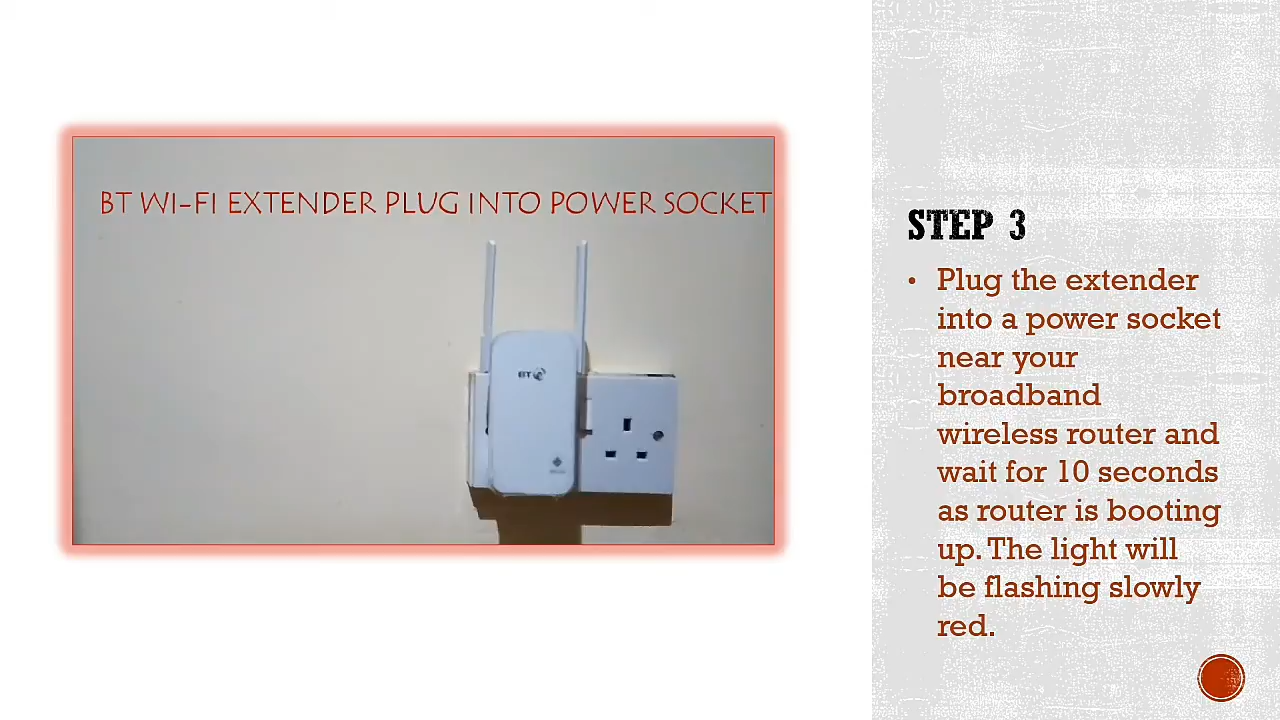 BT WI-FI EXTENDER PLUG INTO POWER SOCKET
BT
STEP 3
• Plug the extender
into a power socket
near your
broadband
wireless router and
wait for 10 seconds
as router is booting
up. The light will
be flashing slowly
red.